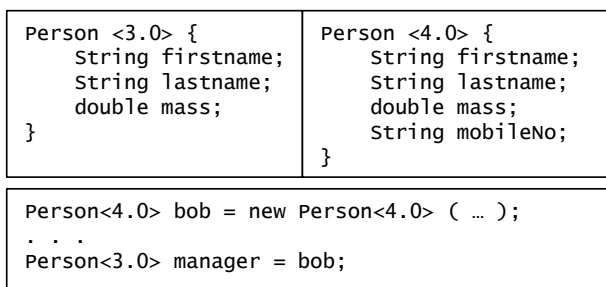 Person <3.0> {
    String firstname;
    String lastname;
    double mass;
}
Person <4.0> {
    String firstname;
    String lastname;
    double mass;
    String mobileNo;
}
Person<4.0> bob = new Person<4.0> ( … );
. . .
Person<3.0> manager = bob;